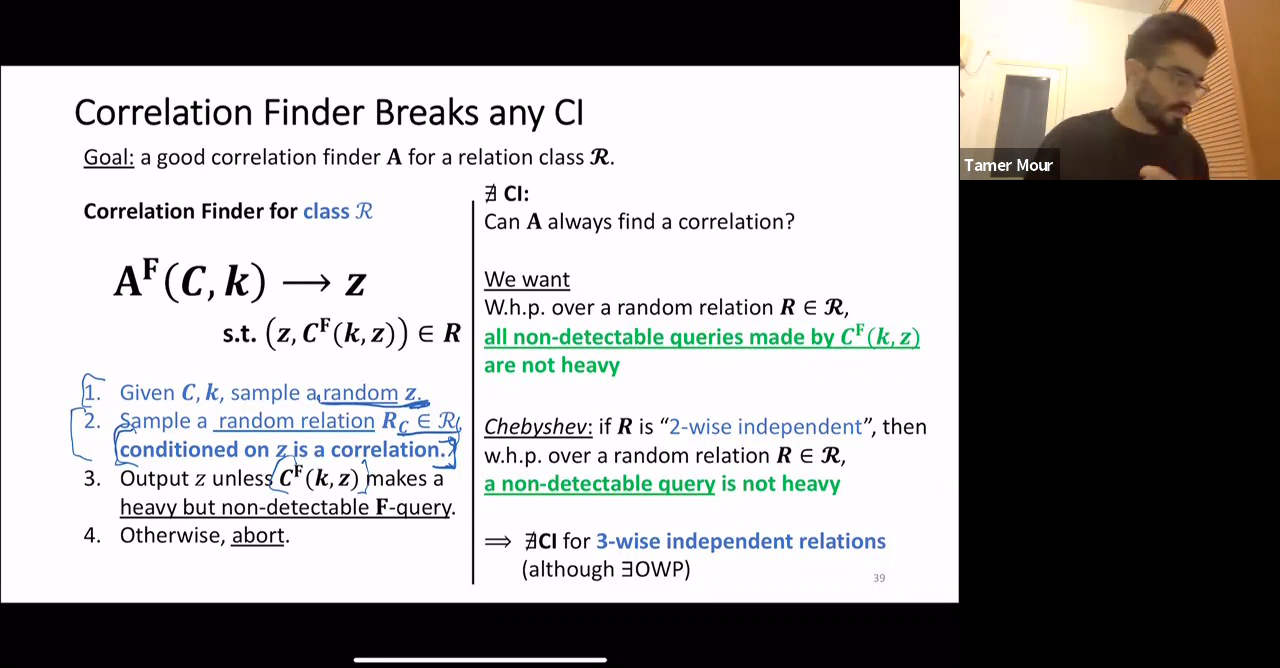 Correlation Finder Breaks any CI
Goal: a good correlation finder A for a relation class ℛ.
Correlation Finder for class ℛ
A^F(C, k) ⟶ z
s.t. (z, C^F(k, z)) ∈ R
1. Given C, k, sample a random z.
2. Sample a random relation R_C ∈ ℛ,
conditioned on z is a correlation.
3. Output z unless C^F(k, z) makes a
heavy but non-detectable F-query.
4. Otherwise, abort.
∄ CI:
Can A always find a correlation?
We want
W.h.p. over a random relation R ∈ ℛ,
all non-detectable queries made by C^F(k, z)
are not heavy
Chebyshev: if R is “2-wise independent”, then
w.h.p. over a random relation R ∈ ℛ,
a non-detectable query is not heavy
⟹ ∄CI for 3-wise independent relations
(although ∃OWP)
39
Tamer Mour